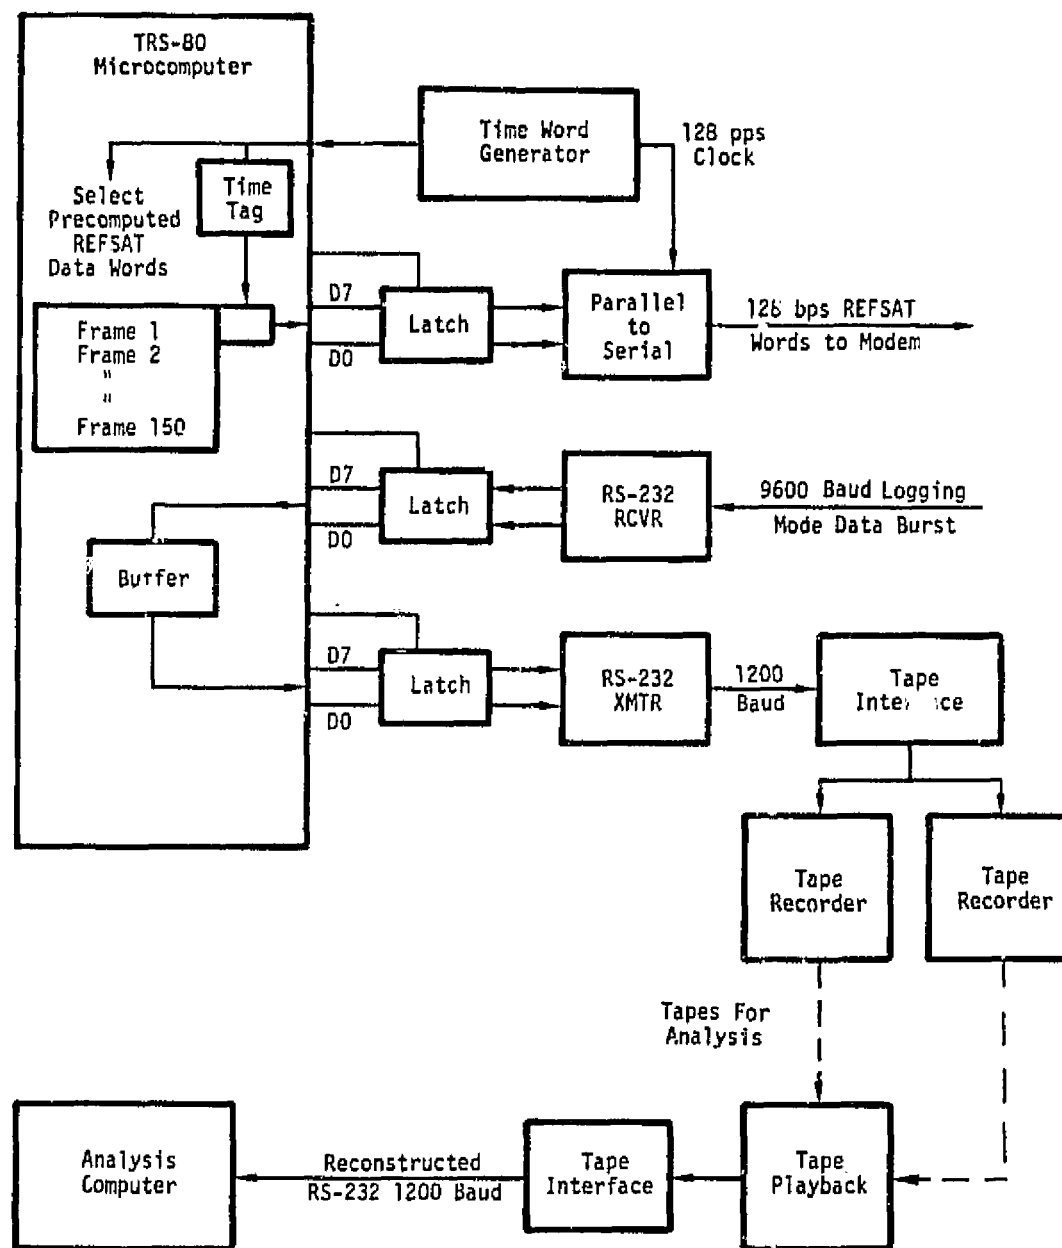 TRS-80
Microcomputer
Time Word
Generator
128 pps
Clock
Select
Precomputed
REFSAT
Data Words
Time
Tag
Frame 1
Frame 2
"
"
Frame 150
D7
D0
Latch
Parallel
to
Serial
128 bps REFSAT
Words to Modem
D7
D0
Latch
RS-232
RCVR
9600 Baud Logging
Mode Data Burst
Buffer
D7
D0
Latch
RS-232
XMTR
1200
Baud
Tape
Interface
Tape
Recorder
Tape
Recorder
Tapes For
Analysis
Analysis
Computer
Reconstructed
RS-232 1200 Baud
Tape
Interface
Tape
Playback